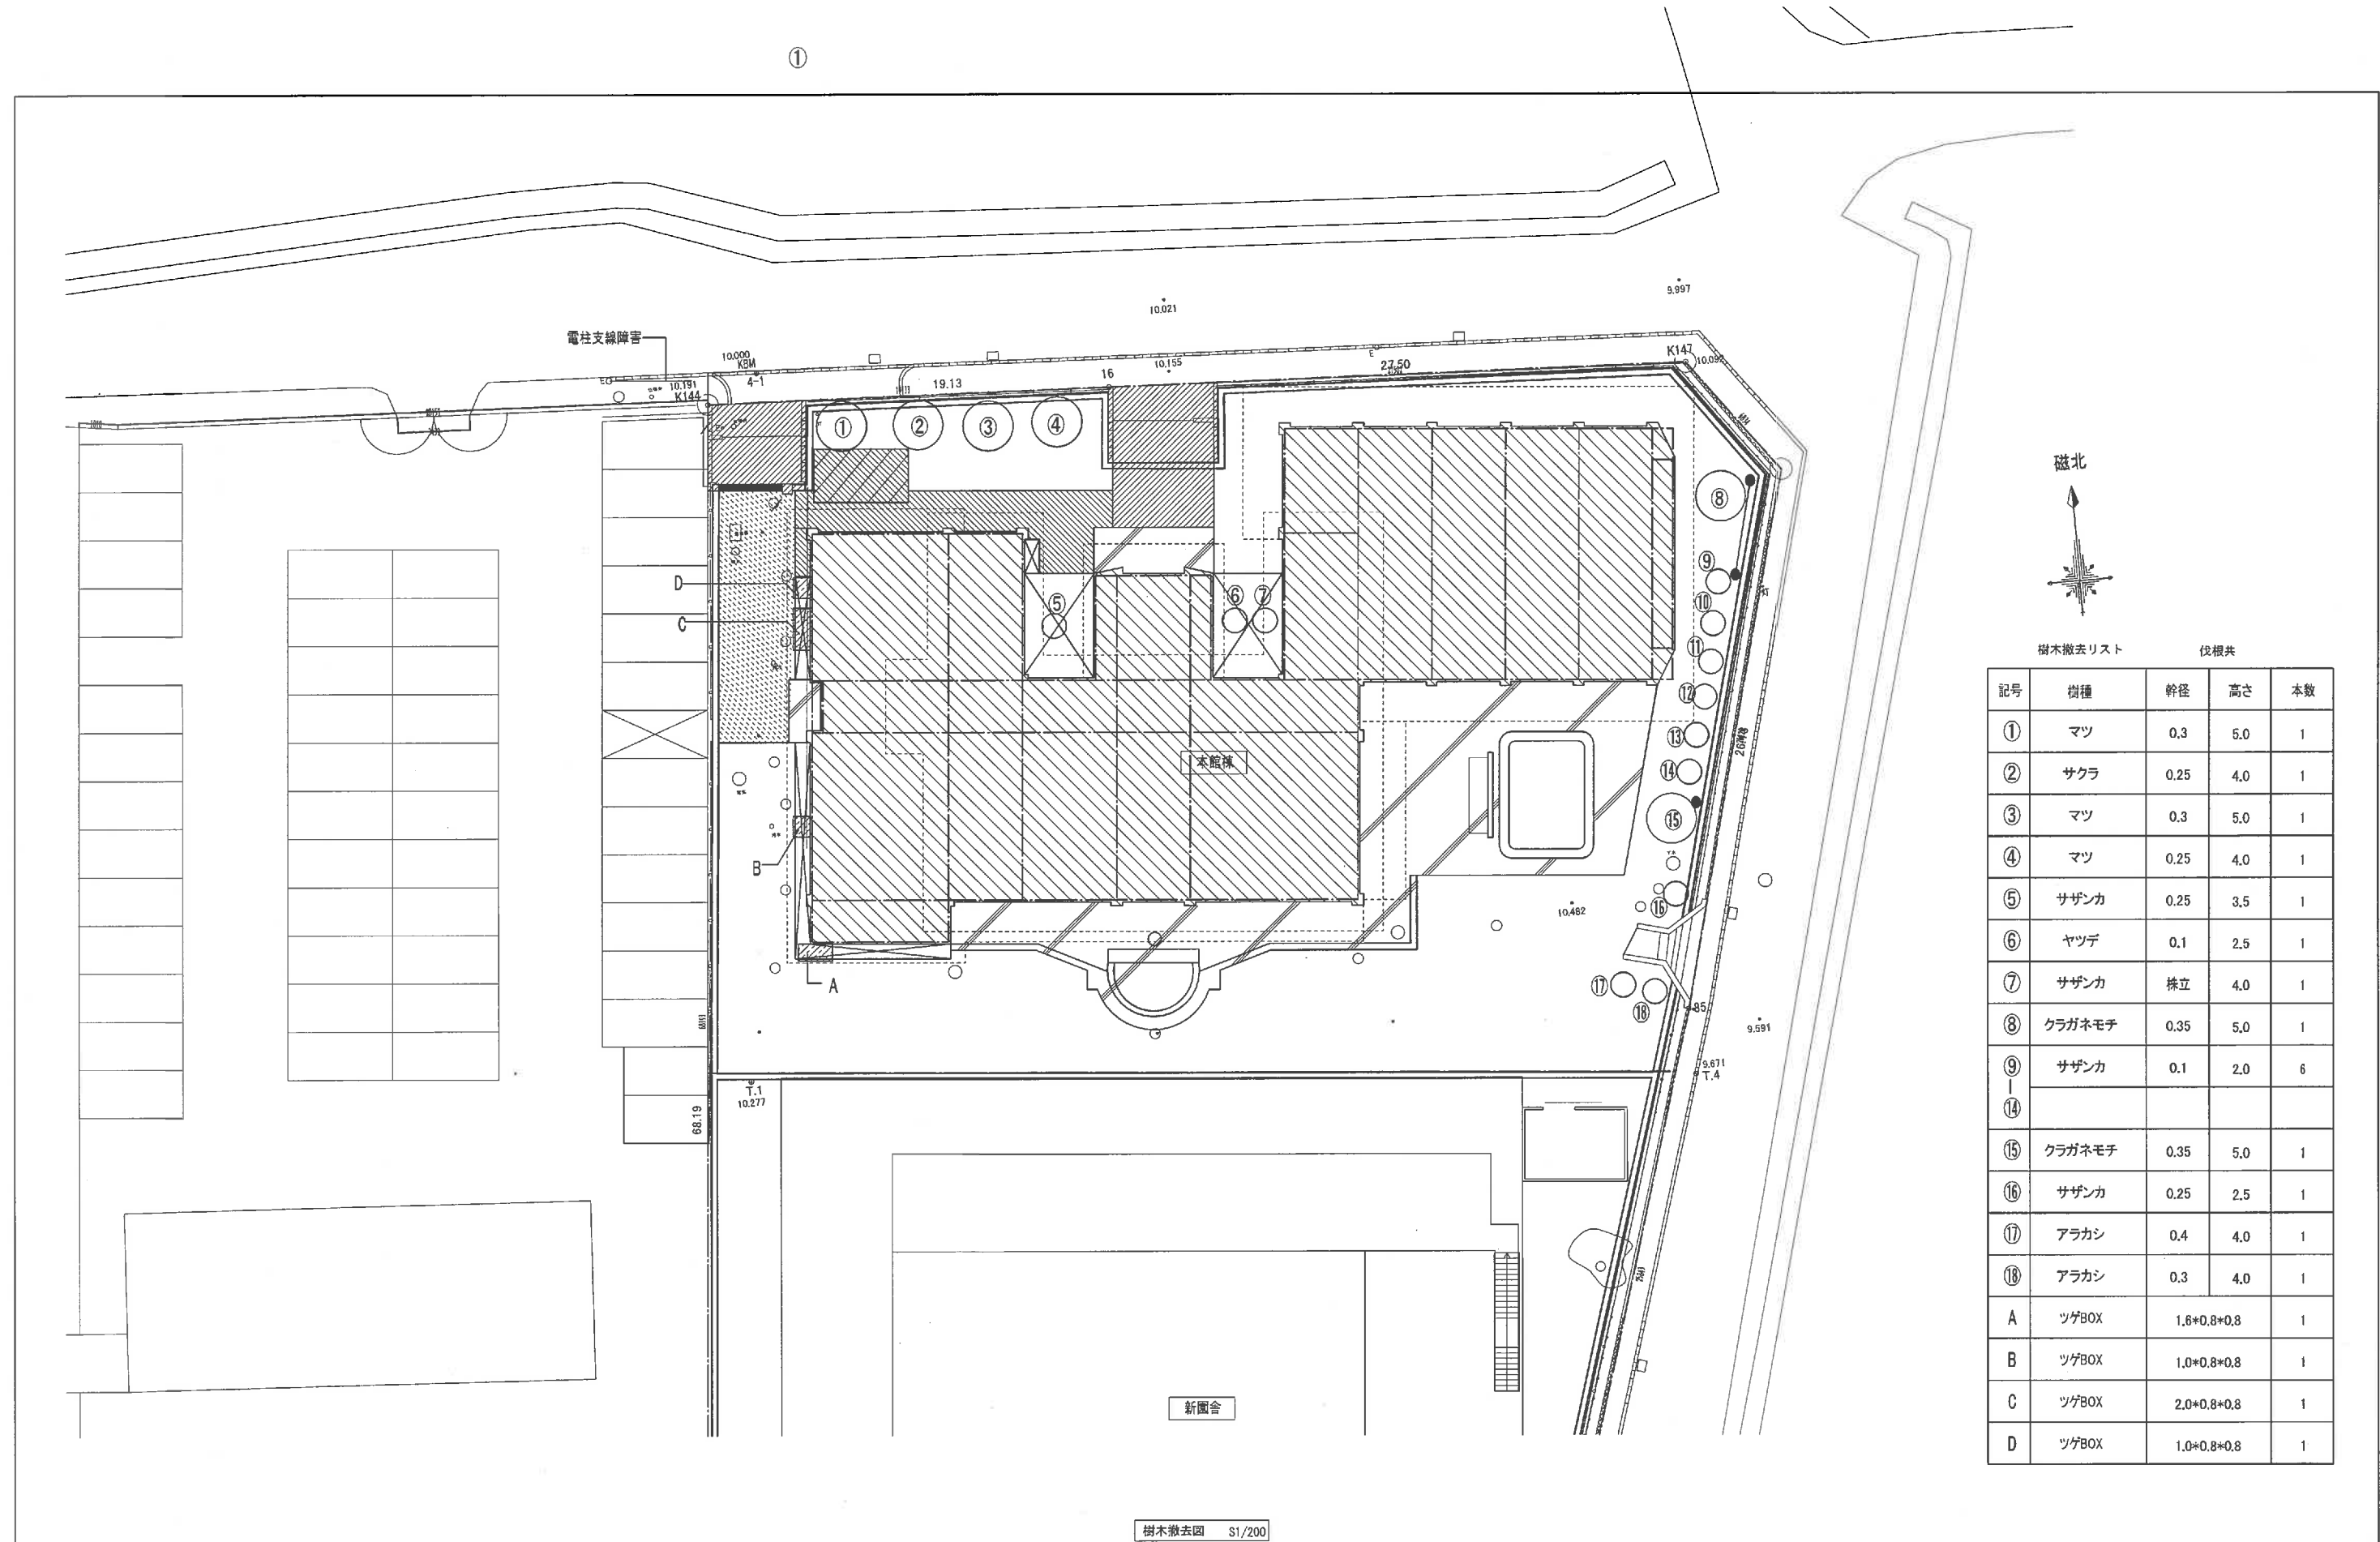 ①
9.997
10.021
電柱支線障害
10.000
KBM
4-1
10.155
K147
10.092
27.50
16
19.13
10.191
K144
E
E
① ② ③ ④
⑧
磁北
D
C
⑤ ⑥ ⑦
⑨
⑩
⑪
⑫
⑬
⑭
⑮
⑯
⑰
⑱
本館棟
B
A
10.482
9.591
9.671
T.4
T.1
10.277
68.19
新園舎
樹木撤去リスト 伐根共
記号 樹種 幹径 高さ 本数
① マツ 0.3 5.0 1
② サクラ 0.25 4.0 1
③ マツ 0.3 5.0 1
④ マツ 0.25 4.0 1
⑤ サザンカ 0.25 3.5 1
⑥ ヤツデ 0.1 2.5 1
⑦ サザンカ 株立 4.0 1
⑧ クラガネモチ 0.35 5.0 1
⑨ サザンカ 0.1 2.0 6
|
⑭
⑮ クラガネモチ 0.35 5.0 1
⑯ サザンカ 0.25 2.5 1
⑰ アラカシ 0.4 4.0 1
⑱ アラカシ 0.3 4.0 1
A ツゲBOX 1.6*0.8*0.8 1
B ツゲBOX 1.0*0.8*0.8 1
C ツゲBOX 2.0*0.8*0.8 1
D ツゲBOX 1.0*0.8*0.8 1
樹木撤去図 S1/200